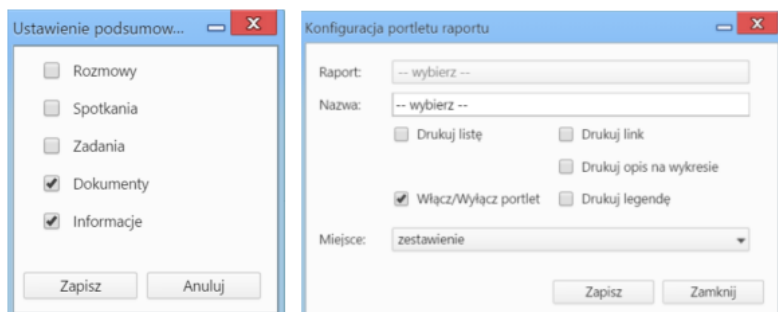 Ustawienie podsumow...
Rozmowy
Spotkania
Zadania
Dokumenty
Informacje
Zapisz Anuluj
Konfiguracja portletu raportu
Raport: -- wybierz --
Nazwa: -- wybierz --
Drukuj listę Drukuj link
Drukuj opis na wykresie
Włącz/Wyłącz portlet Drukuj legendę
Miejsce: zestawienie
Zapisz Zamknij